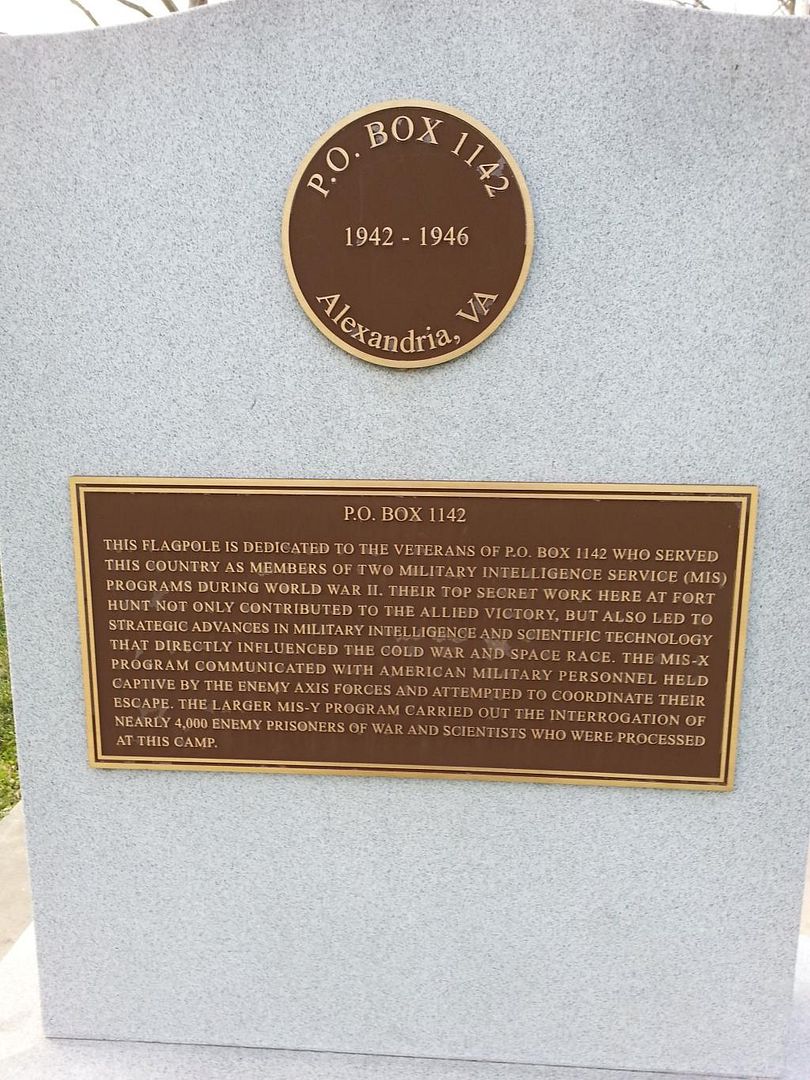 P.O. BOX 1142
1942 - 1946
Alexandria, VA
P.O. BOX 1142
THIS FLAGPOLE IS DEDICATED TO THE VETERANS OF P.O. BOX 1142 WHO SERVED
THIS COUNTRY AS MEMBERS OF TWO MILITARY INTELLIGENCE SERVICE (MIS)
PROGRAMS DURING WORLD WAR II. THEIR TOP SECRET WORK HERE AT FORT
HUNT NOT ONLY CONTRIBUTED TO THE ALLIED VICTORY, BUT ALSO LED TO
STRATEGIC ADVANCES IN MILITARY INTELLIGENCE AND SCIENTIFIC TECHNOLOGY
THAT DIRECTLY INFLUENCED THE COLD WAR AND SPACE RACE. THE MIS-X
PROGRAM COMMUNICATED WITH AMERICAN MILITARY PERSONNEL HELD
CAPTIVE BY THE ENEMY AXIS FORCES AND ATTEMPTED TO COORDINATE THEIR
ESCAPE. THE LARGER MIS-Y PROGRAM CARRIED OUT THE INTERROGATION OF
NEARLY 4,000 ENEMY PRISONERS OF WAR AND SCIENTISTS WHO WERE PROCESSED
AT THIS CAMP.